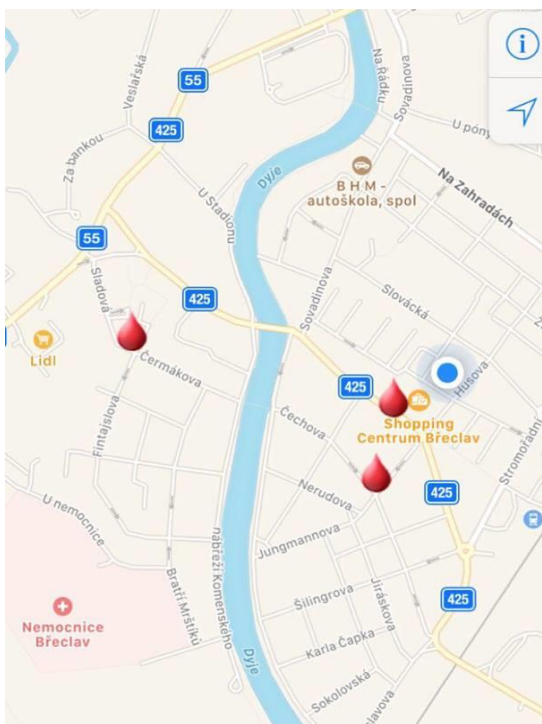 Na Řádku
Sovadinova
55
Veslařská
425
U póny
Za bankou
Dyje
B H M -
autoškola, spol
Na Zahradách
U Stadionu
55
Sladová
425
Sovadinova
Slovácká
Lidl
Čermákova
425
Husova
Shopping
Centrum Břeclav
Čechova
Fintajslova
Stromořadní
Nerudova
425
U nemocnice
nábřeží Komenského
Jungmannova
Jiráskova
Bratří Mrštíků
Šilingrova
425
Nemocnice
Břeclav
Karla Čapka
Dyje
Sokolovská